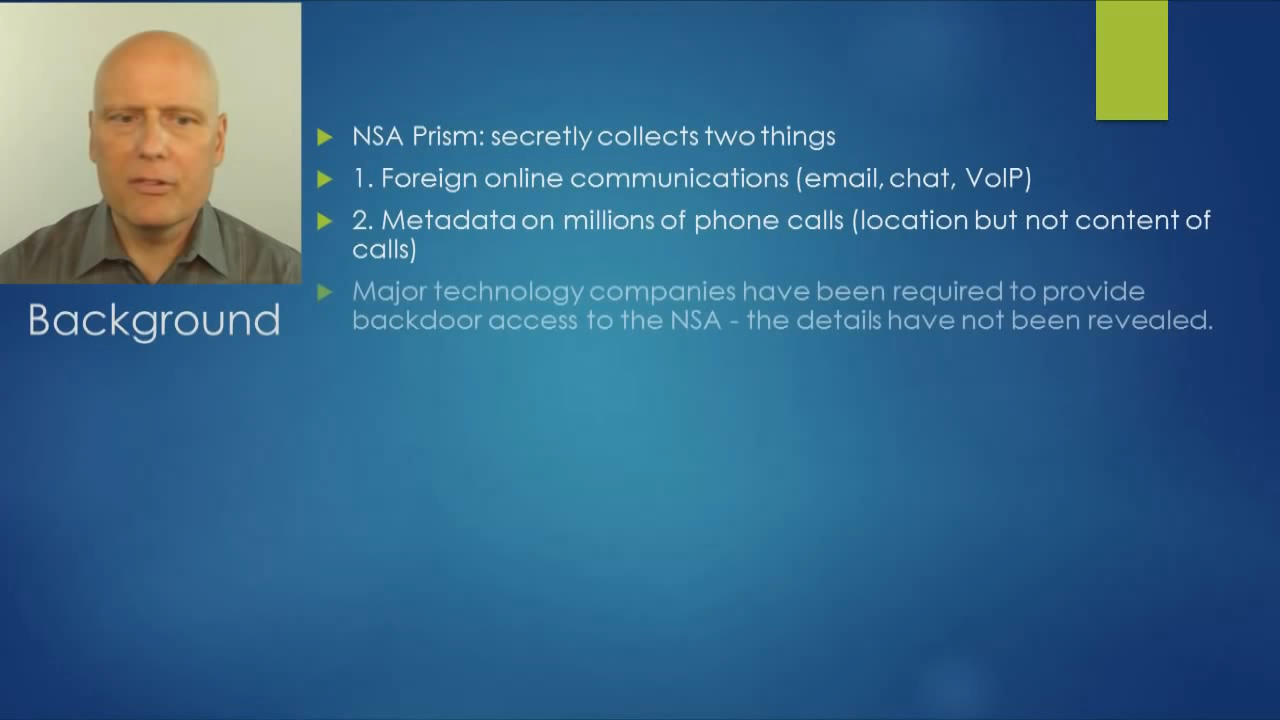 NSA Prism: secretly collects two things
1. Foreign online communications (email, chat, VoIP)
2. Metadata on millions of phone calls (location but not content of
calls)
Major technology companies have been required to provide
backdoor access to the NSA - the details have not been revealed.
Background